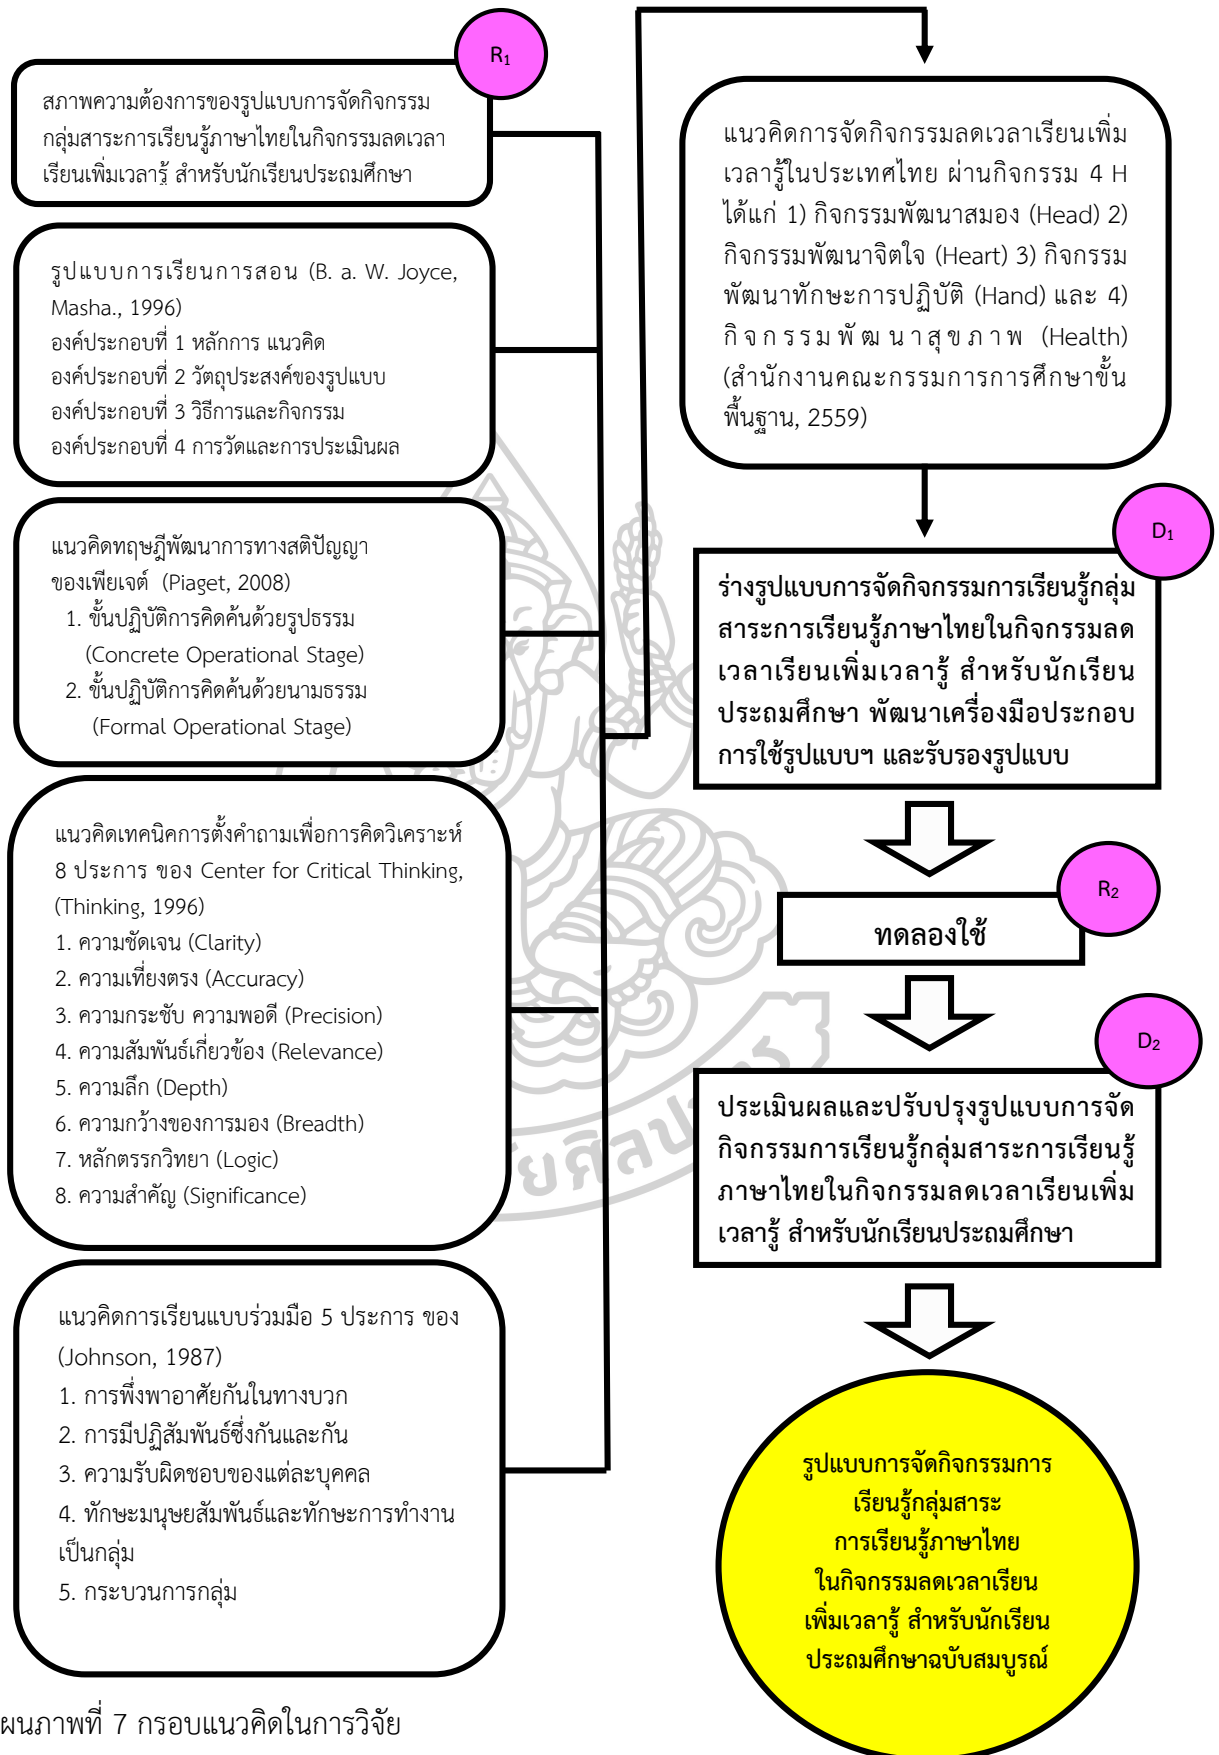 R₁
สภาพความต้องการของรูปแบบการจัดกิจกรรม
กลุ่มสาระการเรียนรู้ภาษาไทยในกิจกรรมลดเวลา
เรียนเพิ่มเวลารู้ สำหรับนักเรียนประถมศึกษา
รูปแบบการเรียนการสอน (B. a. W. Joyce,
Masha., 1996)
องค์ประกอบที่ 1 หลักการ แนวคิด
องค์ประกอบที่ 2 วัตถุประสงค์ของรูปแบบ
องค์ประกอบที่ 3 วิธีการและกิจกรรม
องค์ประกอบที่ 4 การวัดและการประเมินผล
แนวคิดทฤษฎีพัฒนาการทางสติปัญญา
ของเพียเจต์ (Piaget, 2008)
1. ขั้นปฏิบัติการคิดค้นด้วยรูปธรรม
(Concrete Operational Stage)
2. ขั้นปฏิบัติการคิดค้นด้วยนามธรรม
(Formal Operational Stage)
แนวคิดเทคนิคการตั้งคำถามเพื่อการคิดวิเคราะห์
8 ประการ ของ Center for Critical Thinking,
(Thinking, 1996)
1. ความชัดเจน (Clarity)
2. ความเที่ยงตรง (Accuracy)
3. ความกระชับ ความพอดี (Precision)
4. ความสัมพันธ์เกี่ยวข้อง (Relevance)
5. ความลึก (Depth)
6. ความกว้างของการมอง (Breadth)
7. หลักตรรกวิทยา (Logic)
8. ความสำคัญ (Significance)
แนวคิดการเรียนแบบร่วมมือ 5 ประการ ของ
(Johnson, 1987)
1. การพึ่งพาอาศัยกันในทางบวก
2. การมีปฏิสัมพันธ์ซึ่งกันและกัน
3. ความรับผิดชอบของแต่ละบุคคล
4. ทักษะมนุษยสัมพันธ์และทักษะการทำงาน
เป็นกลุ่ม
5. กระบวนการกลุ่ม
แนวคิดการจัดกิจกรรมลดเวลาเรียนเพิ่ม
เวลารู้ในประเทศไทย ผ่านกิจกรรม 4 H
ได้แก่ 1) กิจกรรมพัฒนาสมอง (Head) 2)
กิจกรรมพัฒนาจิตใจ (Heart) 3) กิจกรรม
พัฒนาทักษะการปฏิบัติ (Hand) และ 4)
กิจกรรมพัฒนาสุขภาพ (Health)
(สำนักงานคณะกรรมการการศึกษาขั้น
พื้นฐาน, 2559)
D₁
ร่างรูปแบบการจัดกิจกรรมการเรียนรู้กลุ่ม
สาระการเรียนรู้ภาษาไทยในกิจกรรมลด
เวลาเรียนเพิ่มเวลารู้ สำหรับนักเรียน
ประถมศึกษา พัฒนาเครื่องมือประกอบ
การใช้รูปแบบฯ และรับรองรูปแบบ
R₂
ทดลองใช้
D₂
ประเมินผลและปรับปรุงรูปแบบการจัด
กิจกรรมการเรียนรู้กลุ่มสาระการเรียนรู้
ภาษาไทยในกิจกรรมลดเวลาเรียนเพิ่ม
เวลารู้ สำหรับนักเรียนประถมศึกษา
รูปแบบการจัดกิจกรรมการ
เรียนรู้กลุ่มสาระ
การเรียนรู้ภาษาไทย
ในกิจกรรมลดเวลาเรียน
เพิ่มเวลารู้ สำหรับนักเรียน
ประถมศึกษาฉบับสมบูรณ์
ผนภาพที่ 7 กรอบแนวคิดในการวิจัย